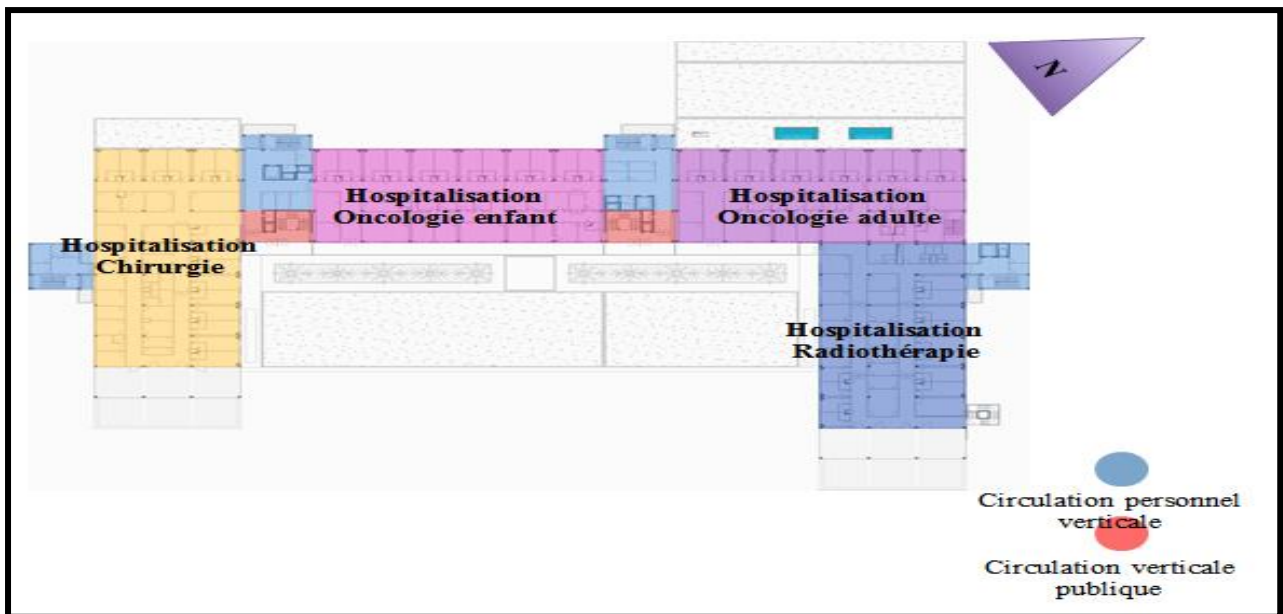 N
Hospitalisation
Oncologie enfant
Hospitalisation
Oncologie adulte
Hospitalisation
Chirurgie
Hospitalisation
Radiothérapie
Circulation personnel
verticale
Circulation verticale
publique